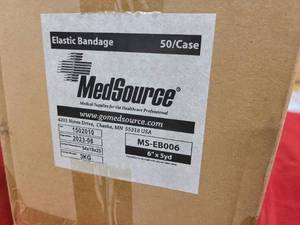 Elastic Bandage 50/Case
MedSource®
Medical Supplies for the Healthcare Professional
www.gomedsource.com
Chaska, MN 55318 USA
1502010
2023-08
MS-EB006
6" x 5yd
3KG